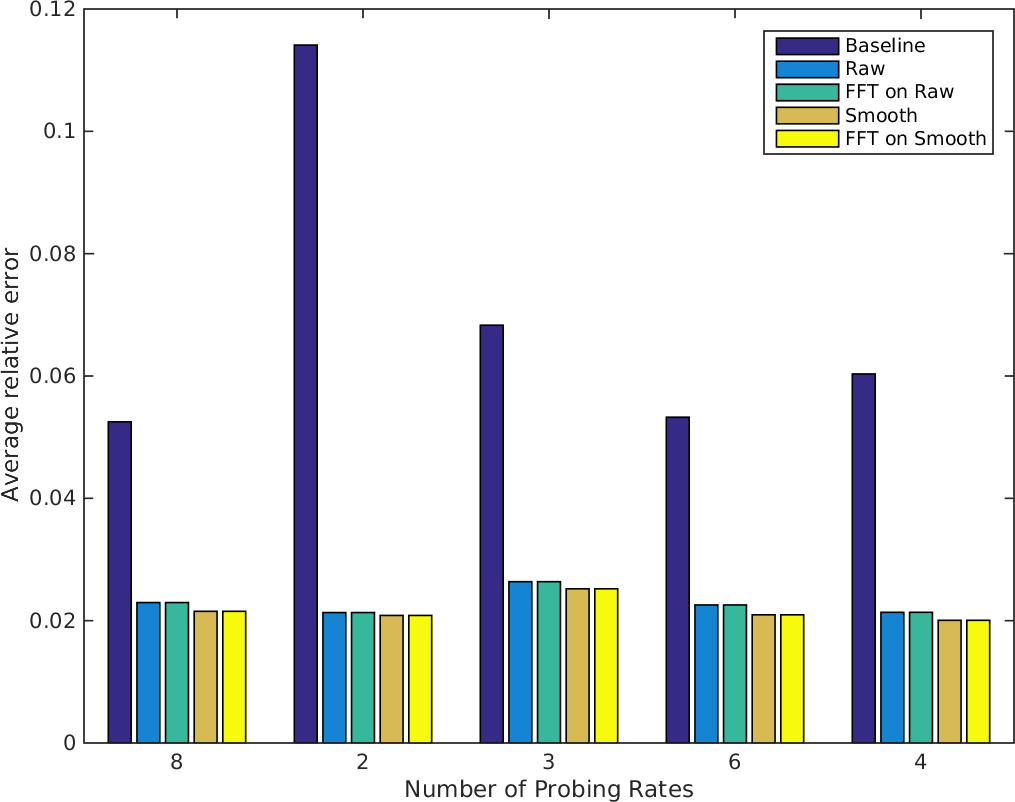 0.12
0.1
0.08
0.06
0.04
0.02
0
Average relative error
Baseline
Raw
FFT on Raw
Smooth
FFT on Smooth
8 2 3 6 4
Number of Probing Rates